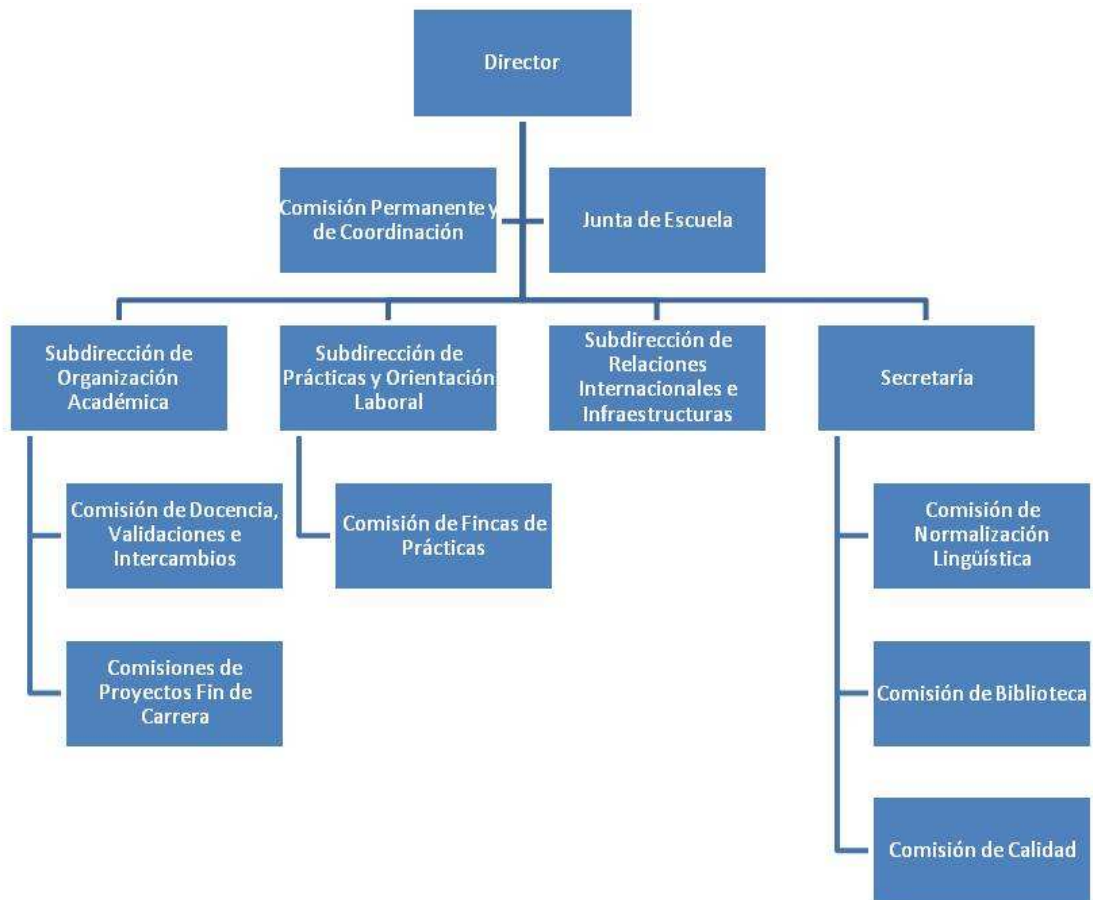 Director
Comisión Permanente y
de Coordinación
Junta de Escuela
Subdirección de
Organización
Académica
Subdirección de
Prácticas y Orientación
Laboral
Subdirección de
Relaciones
Internacionales e
Infraestructuras
Secretaría
Comisión de Docencia,
Validaciones e
Intercambios
Comisión de Fincas de
Prácticas
Comisión de
Normalización
Lingüística
Comisiones de
Proyectos Fin de
Carrera
Comisión de Biblioteca
Comisión de Calidad